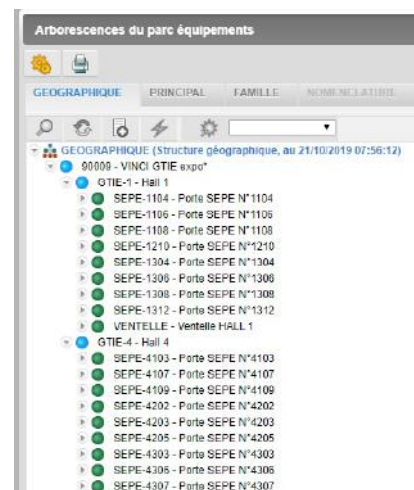 Arborescences du parc équipements
GEOGRAPHIQUE PRINCIPAL FAMILLE NOMENCLATURE
GEOGRAPHIQUE (Structure géographique, au 21/10/2019 07:56:12)
90009 - VINCI GTIE expo*
GTIE-1 - Hall 1
SEPE-1104 - Porte SEPE N°1104
SEPE-1106 - Porte SEPE N°1106
SEPE-1108 - Porte SEPE N°1108
SEPE-1210 - Porte SEPE N°1210
SEPE-1304 - Porte SEPE N°1304
SEPE-1306 - Porte SEPE N°1306
SEPE-1308 - Porte SEPE N°1308
SEPE-1312 - Porte SEPE N°1312
VENTELLE - Ventelle HALL 1
GTIE-4 - Hall 4
SEPE-4103 - Porte SEPE N°4103
SEPE-4107 - Porte SEPE N°4107
SEPE-4109 - Porte SEPE N°4109
SEPE-4202 - Porte SEPE N°4202
SEPE-4203 - Porte SEPE N°4203
SEPE-4205 - Porte SEPE N°4205
SEPE-4303 - Porte SEPE N°4303
SEPE-4306 - Porte SEPE N°4306
SEPE-4307 - Porte SEPE N°4307